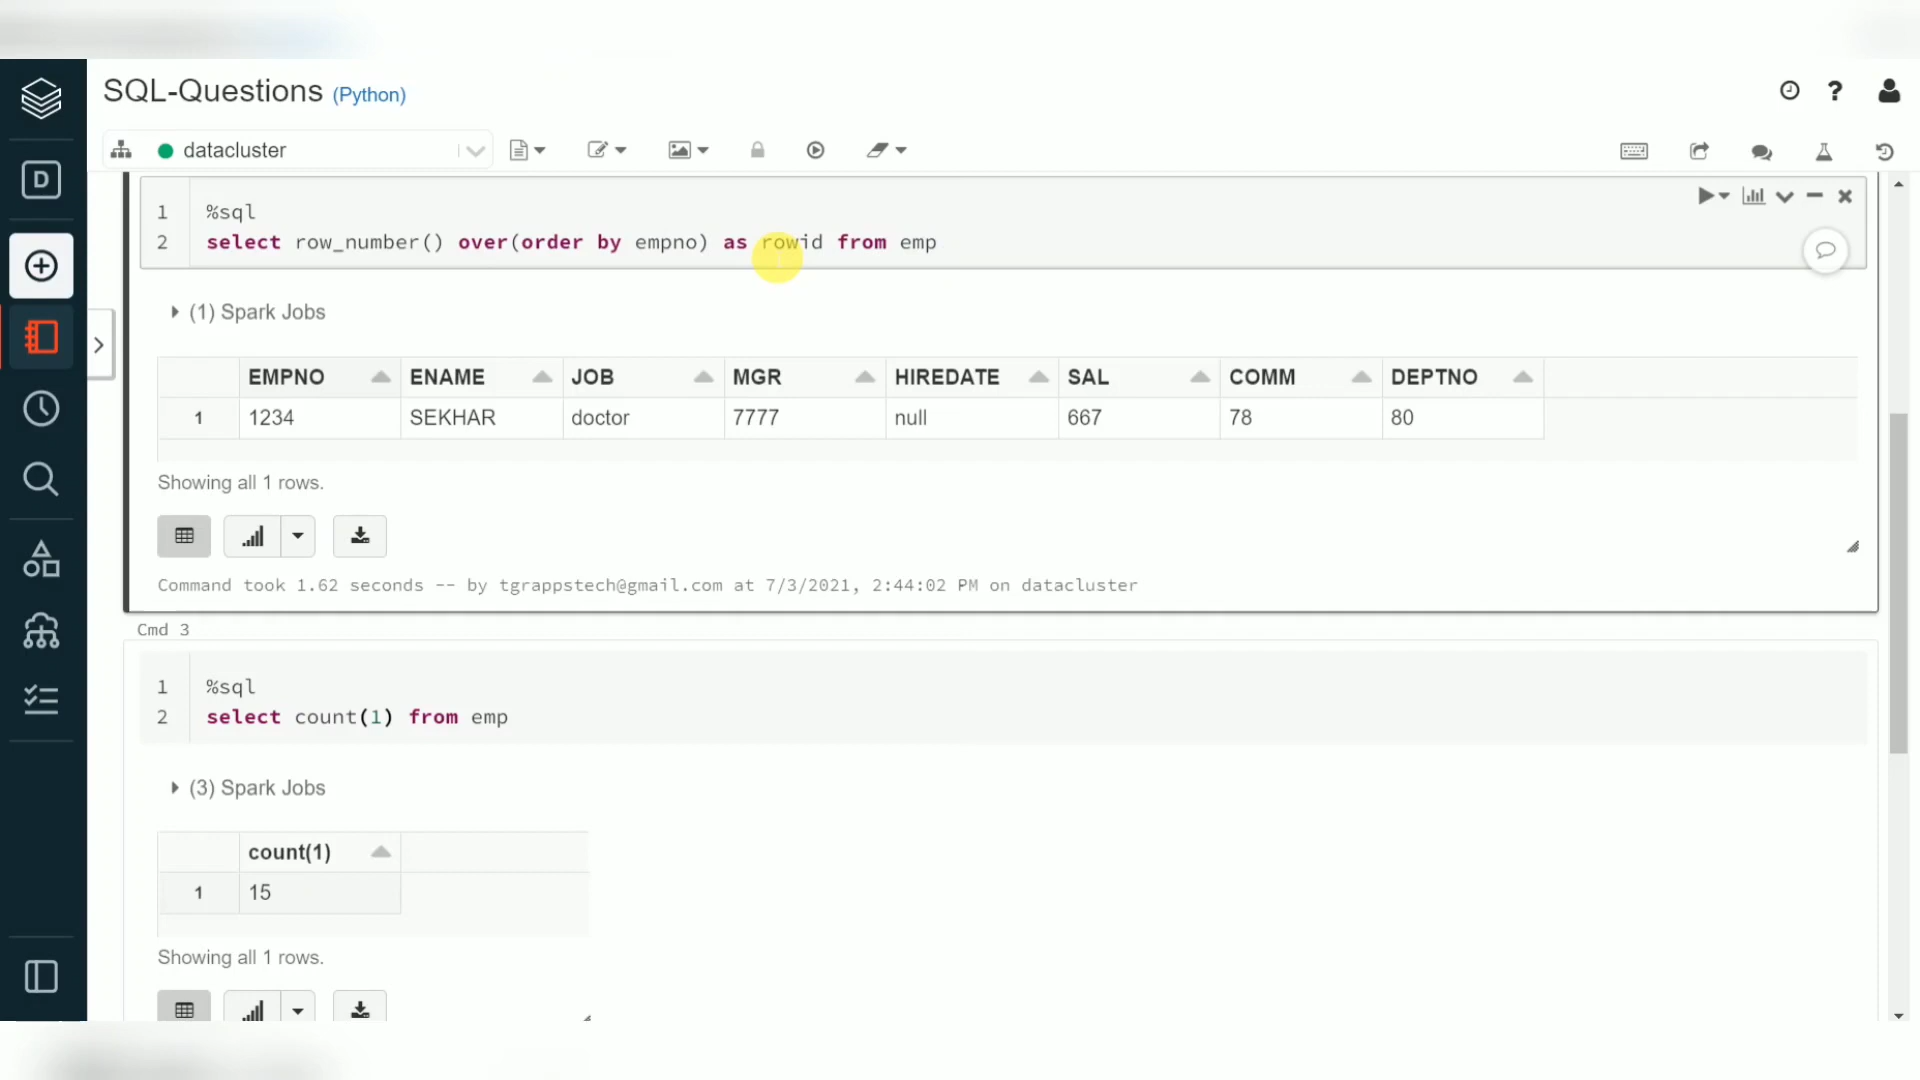 SQL-Questions (Python)
datacluster
D
1 %sql
2 select row_number() over(order by empno) as rowid from emp
(1) Spark Jobs
EMPNO ENAME JOB MGR HIREDATE SAL COMM DEPTNO
1 1234 SEKHAR doctor 7777 null 667 78 80
Showing all 1 rows.
Command took 1.62 seconds -- by tgrappstech@gmail.com at 7/3/2021, 2:44:02 PM on datacluster
Cmd 3
1 %sql
2 select count(1) from emp
(3) Spark Jobs
count(1)
1 15
Showing all 1 rows.